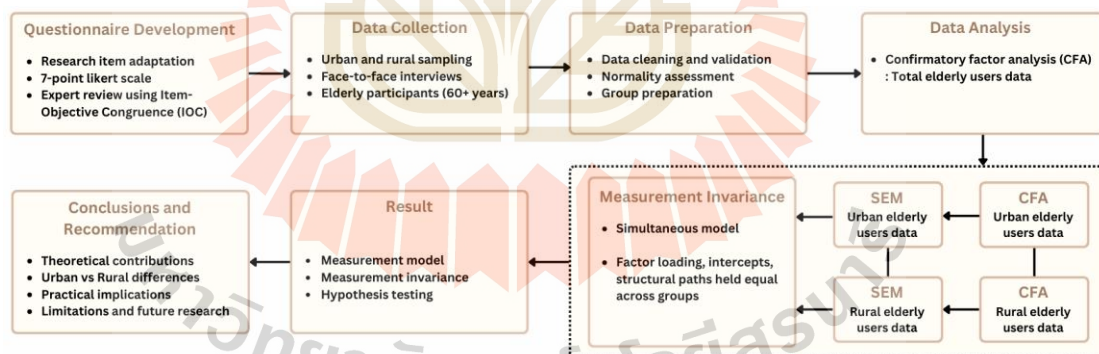 Questionnaire Development
• Research item adaptation
• 7-point likert scale
• Expert review using Item-
Objective Congruence (IOC)
Data Collection
• Urban and rural sampling
• Face-to-face interviews
• Elderly participants (60+ years)
Data Preparation
• Data cleaning and validation
• Normality assessment
• Group preparation
Data Analysis
• Confirmatory factor analysis (CFA)
: Total elderly users data
CFA
Urban elderly
users data
SEM
Urban elderly
users data
CFA
Rural elderly
users data
SEM
Rural elderly
users data
Measurement Invariance
• Simultaneous model
• Factor loading, intercepts,
structural paths held equal
across groups
Result
• Measurement model
• Measurement invariance
• Hypothesis testing
Conclusions and
Recommendation
• Theoretical contributions
• Urban vs Rural differences
• Practical implications
• Limitations and future research